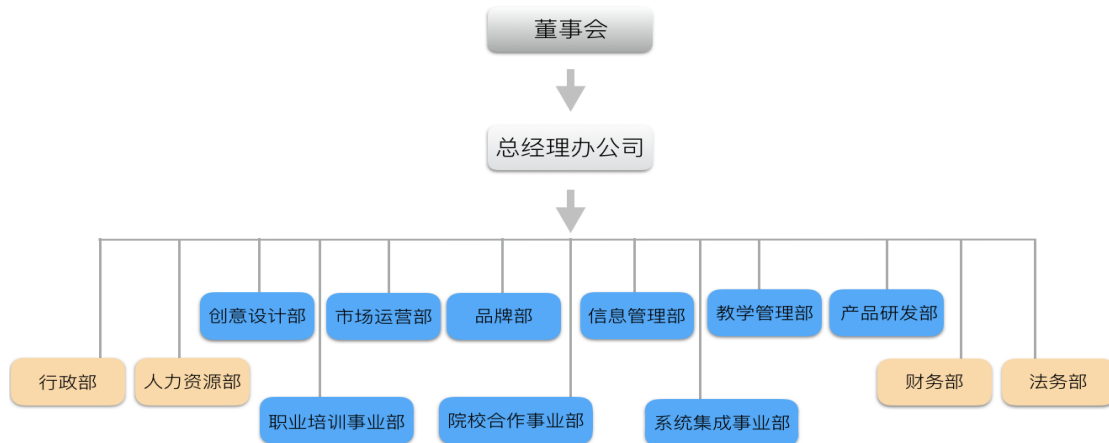 董事会
总经理办公司
创意设计部
市场运营部
品牌部
信息管理部
教学管理部
产品研发部
行政部
人力资源部
财务部
法务部
职业培训事业部
院校合作事业部
系统集成事业部